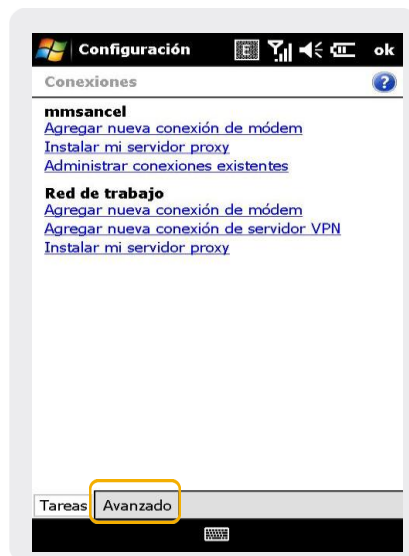 Configuración
E
ok
Conexiones
?
mmsancel
Agregar nueva conexión de módem
Instalar mi servidor proxy
Administrar conexiones existentes
Red de trabajo
Agregar nueva conexión de módem
Agregar nueva conexión de servidor VPN
Instalar mi servidor proxy
Tareas
Avanzado